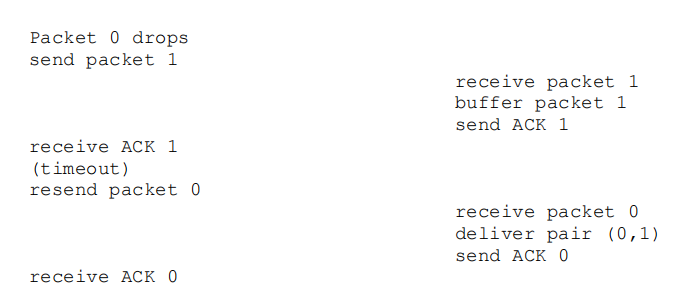 Packet 0 drops
send packet 1
receive packet 1
buffer packet 1
send ACK 1
receive ACK 1
(timeout)
resend packet 0
receive packet 0
deliver pair (0,1)
send ACK 0
receive ACK 0